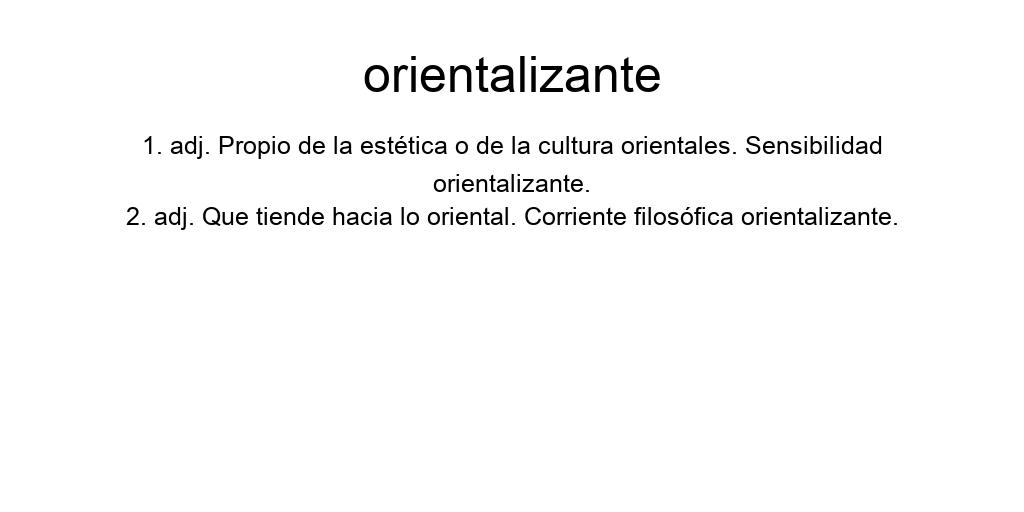 orientalizante
1. adj. Propio de la estética o de la cultura orientales. Sensibilidad
orientalizante.
2. adj. Que tiende hacia lo oriental. Corriente filosófica orientalizante.